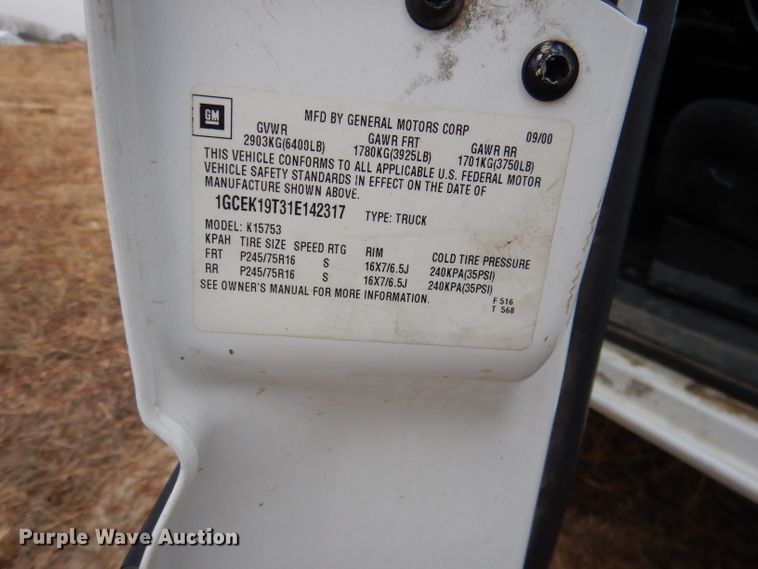 GM
MFD BY GENERAL MOTORS CORP 09/00
GVWR GAWR FRT GAWR RR
2903KG(6400LB) 1780KG(3925LB) 1701KG(3750LB)
THIS VEHICLE CONFORMS TO ALL APPLICABLE U.S. FEDERAL MOTOR
VEHICLE SAFETY STANDARDS IN EFFECT ON THE DATE OF
MANUFACTURE SHOWN ABOVE.
1GCEK19T31E142317 TYPE: TRUCK
MODEL: K15753
KPAH TIRE SIZE SPEED RTG RIM COLD TIRE PRESSURE
FRT P245/75R16 S 16X7/6.5J 240KPA(35PSI)
RR P245/75R16 S 16X7/6.5J 240KPA(35PSI)
SEE OWNER'S MANUAL FOR MORE INFORMATION.
F 516
T 568
Purple Wave Auction